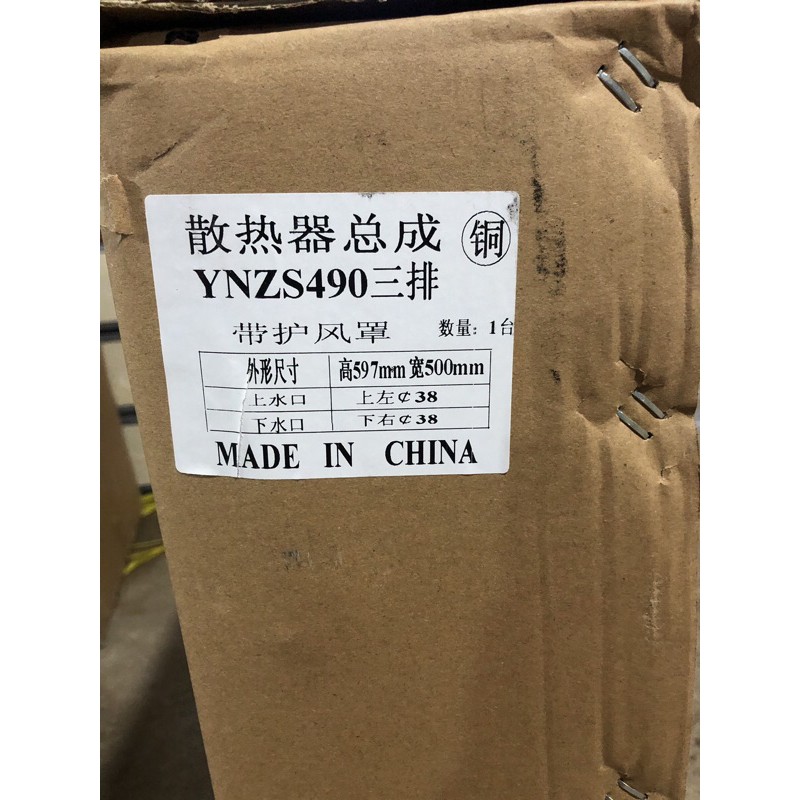 散热器总成 铜
YNZS490三排
带护风罩 数量：1台
外形尺寸 高597mm 宽500mm
上水口 上左¢38
下水口 下右¢38
MADE IN CHINA